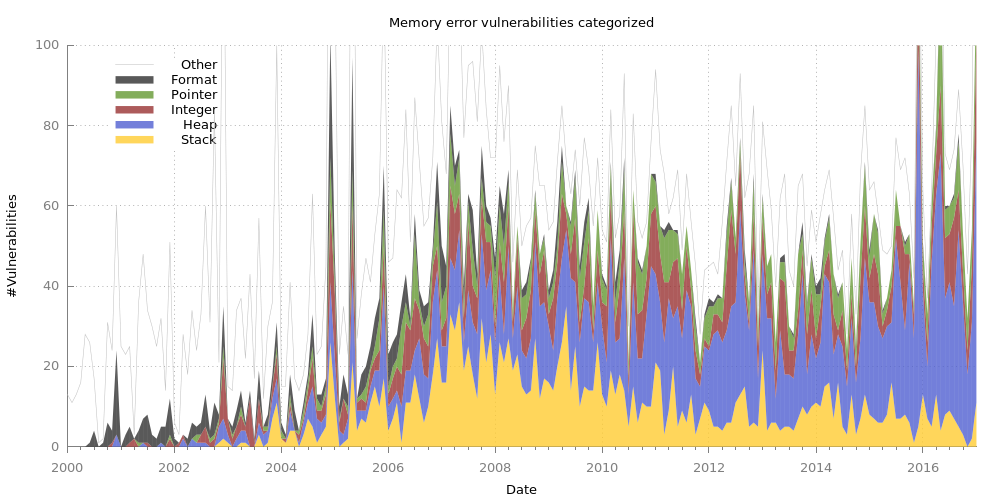 Memory error vulnerabilities categorized
100
80
60
40
20
0
#Vulnerabilities
Other
Format
Pointer
Integer
Heap
Stack
2000 2002 2004 2006 2008 2010 2012 2014 2016
Date